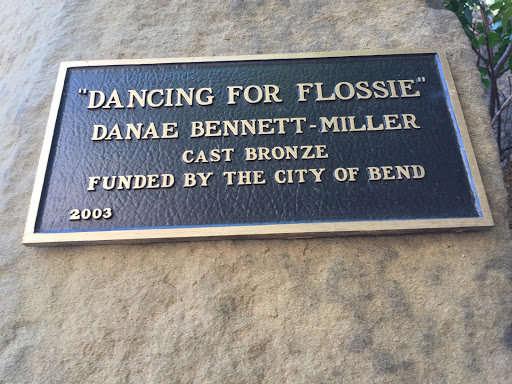 "DANCING FOR FLOSSIE"
DANAE BENNETT-MILLER
CAST BRONZE
FUNDED BY THE CITY OF BEND
2003